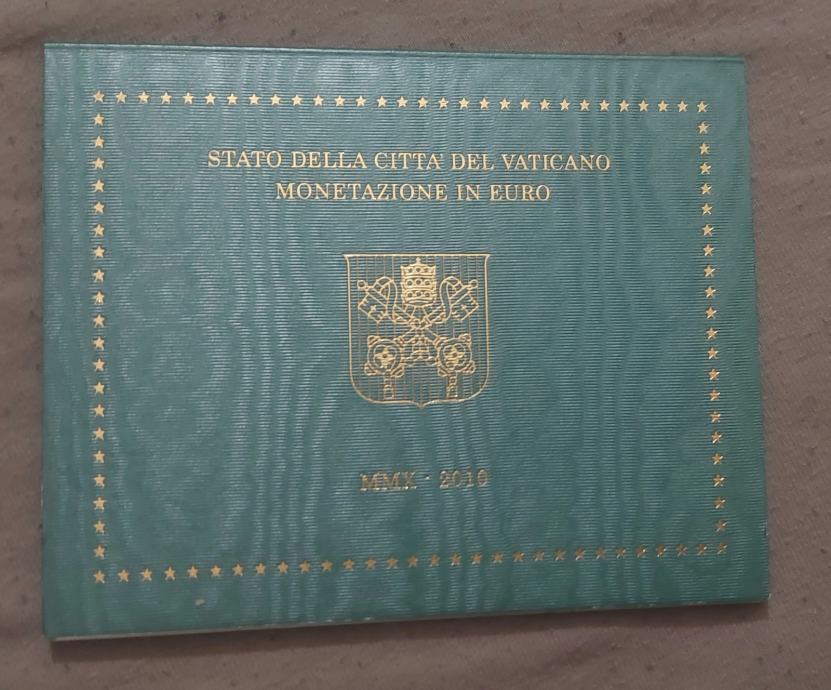 STATO DELLA CITTA' DEL VATICANO
MONETAZIONE IN EURO
MMX · 2010